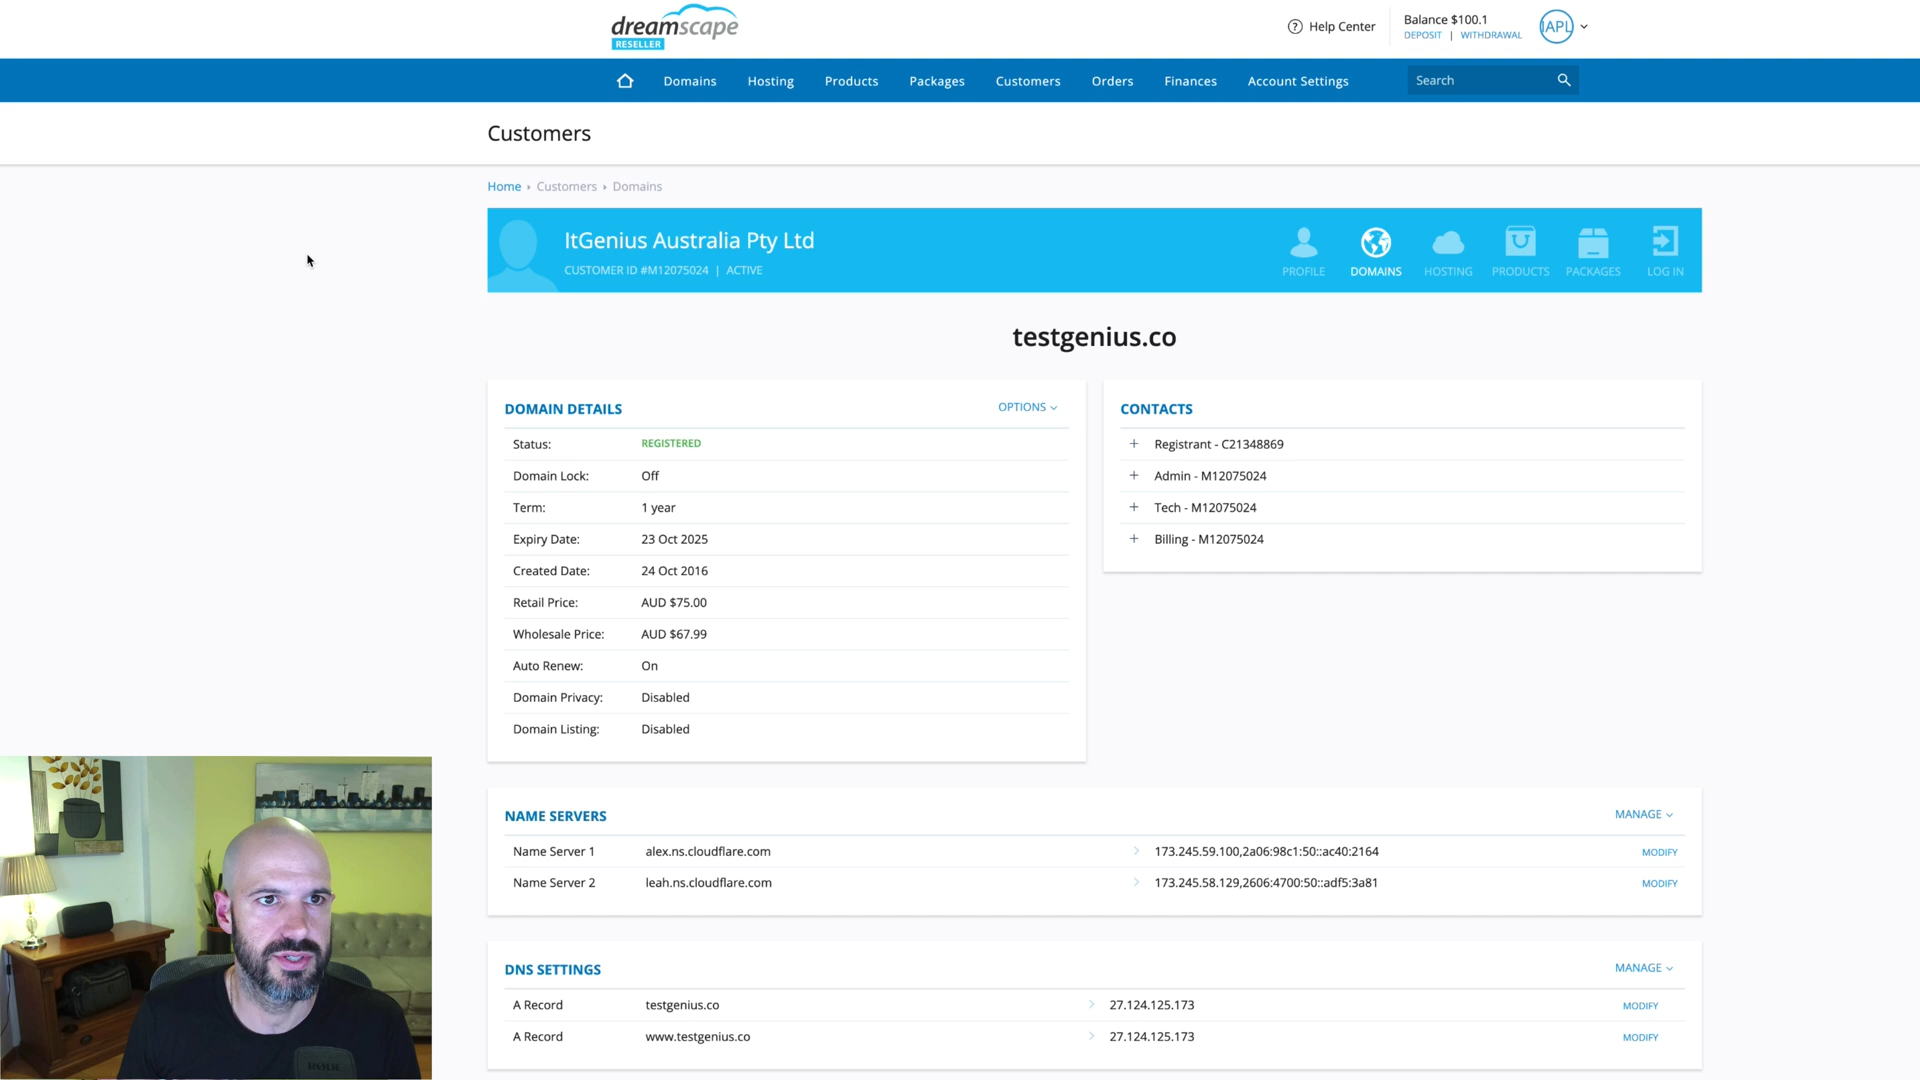 dreamscape
RESELLER
Help Center
Balance $100.1
DEPOSIT | WITHDRAWAL
IAPL
Domains
Hosting
Products
Packages
Customers
Orders
Finances
Account Settings
Search
Customers
Home
Customers
Domains
ItGenius Australia Pty Ltd
CUSTOMER ID #M12075024 | ACTIVE
PROFILE
DOMAINS
HOSTING
PRODUCTS
PACKAGES
LOG IN
testgenius.co
DOMAIN DETAILS
OPTIONS
Status: REGISTERED
Domain Lock: Off
Term: 1 year
Expiry Date: 23 Oct 2025
Created Date: 24 Oct 2016
Retail Price: AUD $75.00
Wholesale Price: AUD $67.99
Auto Renew: On
Domain Privacy: Disabled
Domain Listing: Disabled
CONTACTS
+ Registrant - C21348869
+ Admin - M12075024
+ Tech - M12075024
+ Billing - M12075024
NAME SERVERS
MANAGE
Name Server 1 alex.ns.cloudflare.com 173.245.59.100,2a06:98c1:50::ac40:2164 MODIFY
Name Server 2 leah.ns.cloudflare.com 173.245.58.129,2606:4700:50::adf5:3a81 MODIFY
DNS SETTINGS
MANAGE
A Record testgenius.co 27.124.125.173 MODIFY
A Record www.testgenius.co 27.124.125.173 MODIFY
RODE